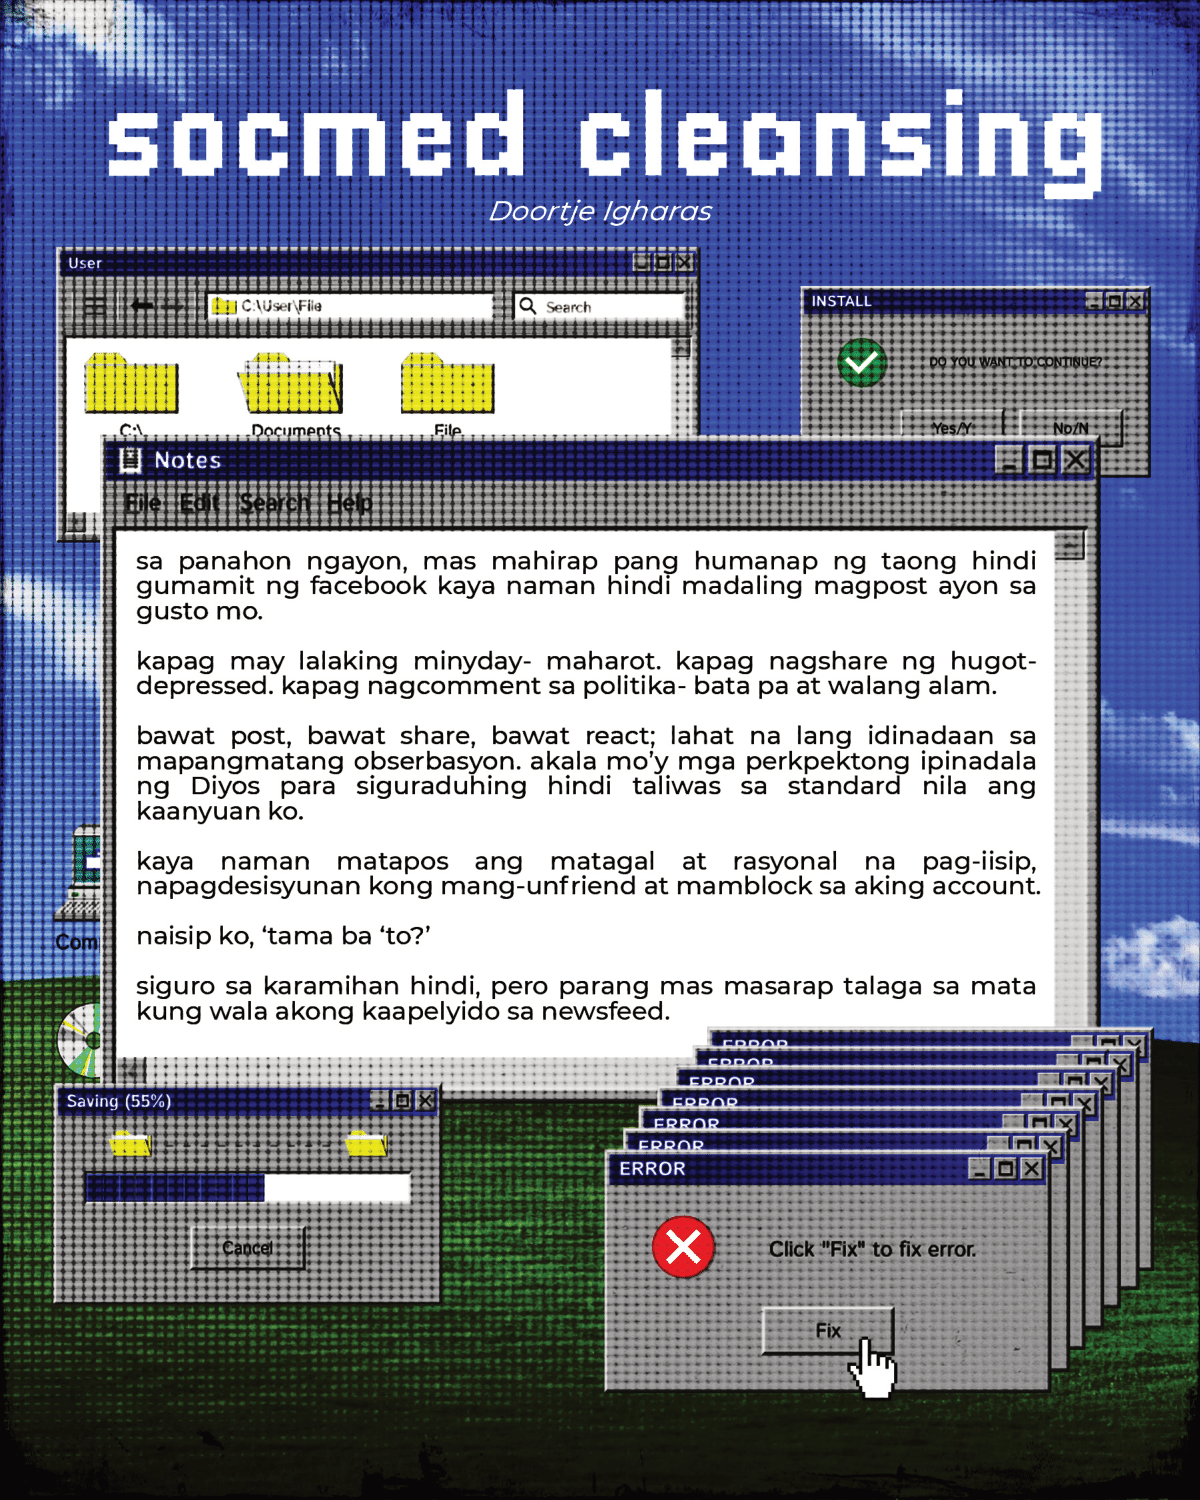 socmed cleansing
Doortje Igharas
User
C:\User\File
Search
C:\
Documents
File
INSTALL
DO YOU WANT TO CONTINUE?
Yes/Y
No/N
Notes
File Edit Search Help
sa panahon ngayon, mas mahirap pang humanap ng taong hindi
gumamit ng facebook kaya naman hindi madaling magpost ayon sa
gusto mo.
kapag may lalaking minyday- maharot. kapag nagshare ng hugot-
depressed. kapag nagcomment sa politika- bata pa at walang alam.
bawat post, bawat share, bawat react; lahat na lang idinadaan sa
mapangmatang obserbasyon. akala mo’y mga perkpektong ipinadala
ng Diyos para siguraduhing hindi taliwas sa standard nila ang
kaanyuan ko.
kaya naman matapos ang matagal at rasyonal na pag-iisip,
napagdesisyunan kong mang-unfriend at mamblock sa aking account.
naisip ko, ‘tama ba ‘to?’
siguro sa karamihan hindi, pero parang mas masarap talaga sa mata
kung wala akong kaapelyido sa newsfeed.
Com
Saving (55%)
Cancel
ERROR
ERROR
ERROR
ERROR
ERROR
ERROR
ERROR
Click "Fix" to fix error.
Fix